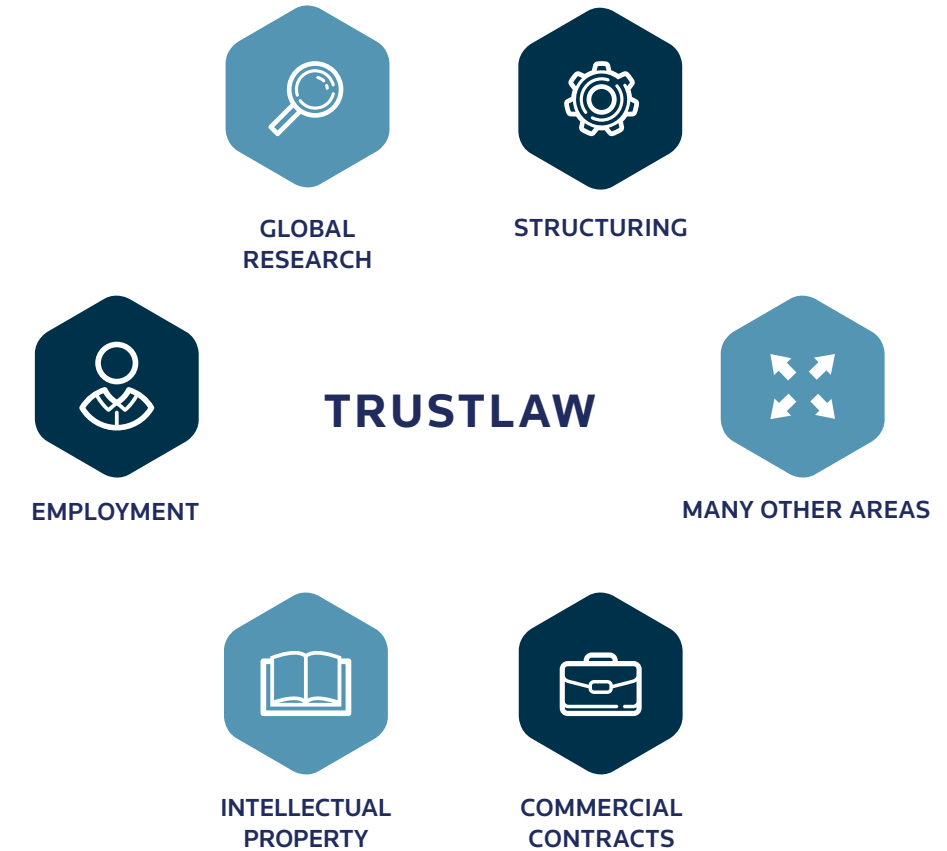 GLOBAL
RESEARCH
STRUCTURING
EMPLOYMENT
TRUSTLAW
MANY OTHER AREAS
INTELLECTUAL
PROPERTY
COMMERCIAL
CONTRACTS